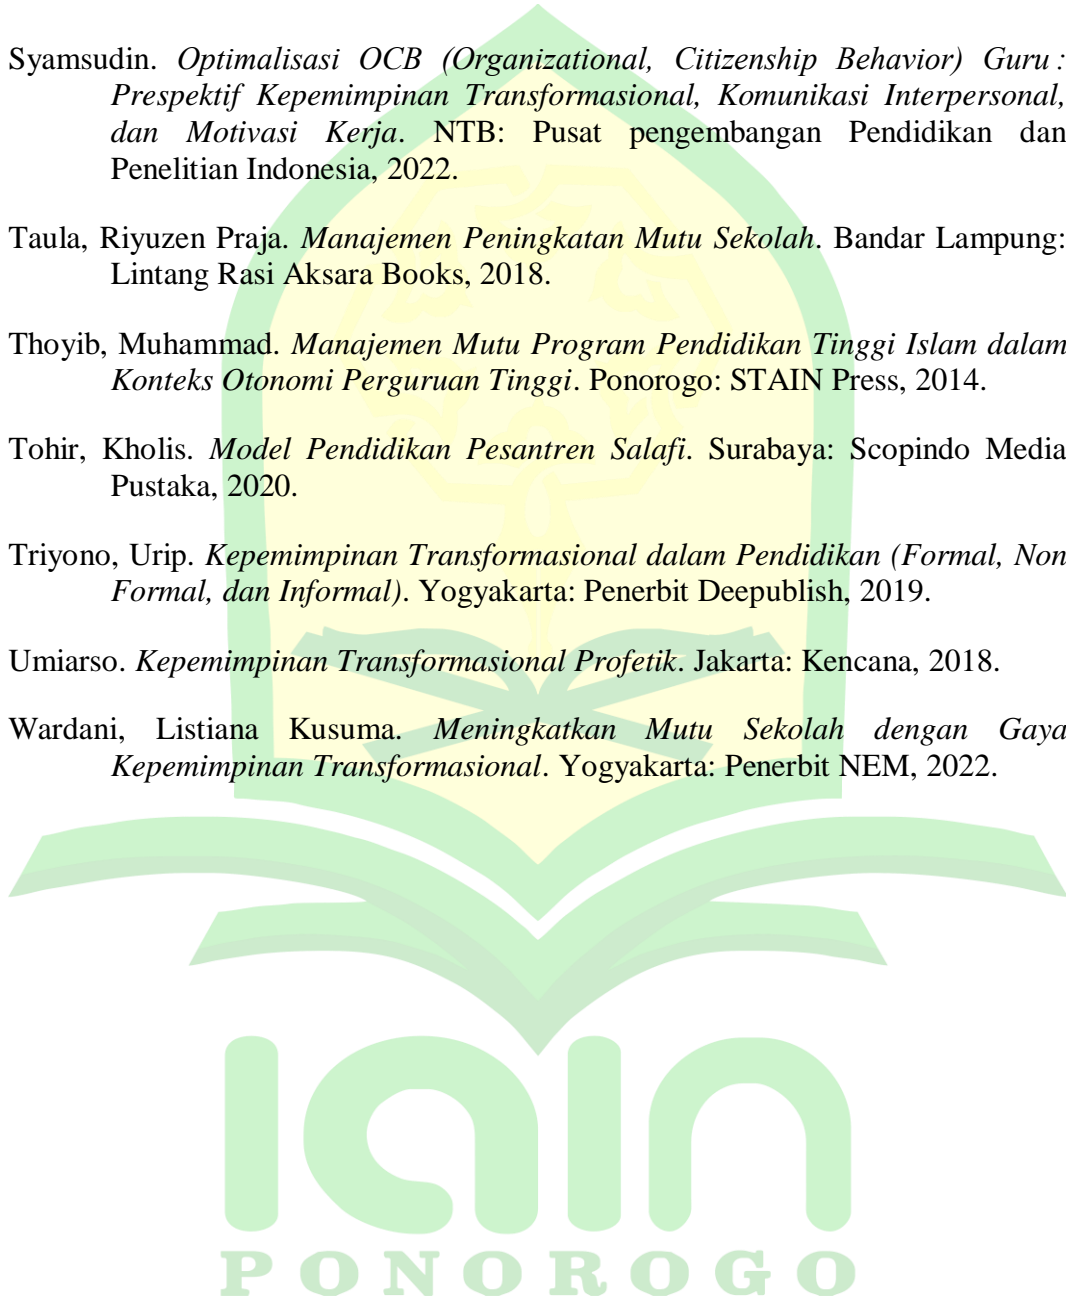 Syamsudin. Optimalisasi OCB (Organizational, Citizenship Behavior) Guru :
Prespektif Kepemimpinan Transformasional, Komunikasi Interpersonal,
dan Motivasi Kerja. NTB: Pusat pengembangan Pendidikan dan
Penelitian Indonesia, 2022.
Taula, Riyuzen Praja. Manajemen Peningkatan Mutu Sekolah. Bandar Lampung:
Lintang Rasi Aksara Books, 2018.
Thoyib, Muhammad. Manajemen Mutu Program Pendidikan Tinggi Islam dalam
Konteks Otonomi Perguruan Tinggi. Ponorogo: STAIN Press, 2014.
Tohir, Kholis. Model Pendidikan Pesantren Salafi. Surabaya: Scopindo Media
Pustaka, 2020.
Triyono, Urip. Kepemimpinan Transformasional dalam Pendidikan (Formal, Non
Formal, dan Informal). Yogyakarta: Penerbit Deepublish, 2019.
Umiarso. Kepemimpinan Transformasional Profetik. Jakarta: Kencana, 2018.
Wardani, Listiana Kusuma. Meningkatkan Mutu Sekolah dengan Gaya
Kepemimpinan Transformasional. Yogyakarta: Penerbit NEM, 2022.
IAIN
PONOROGO